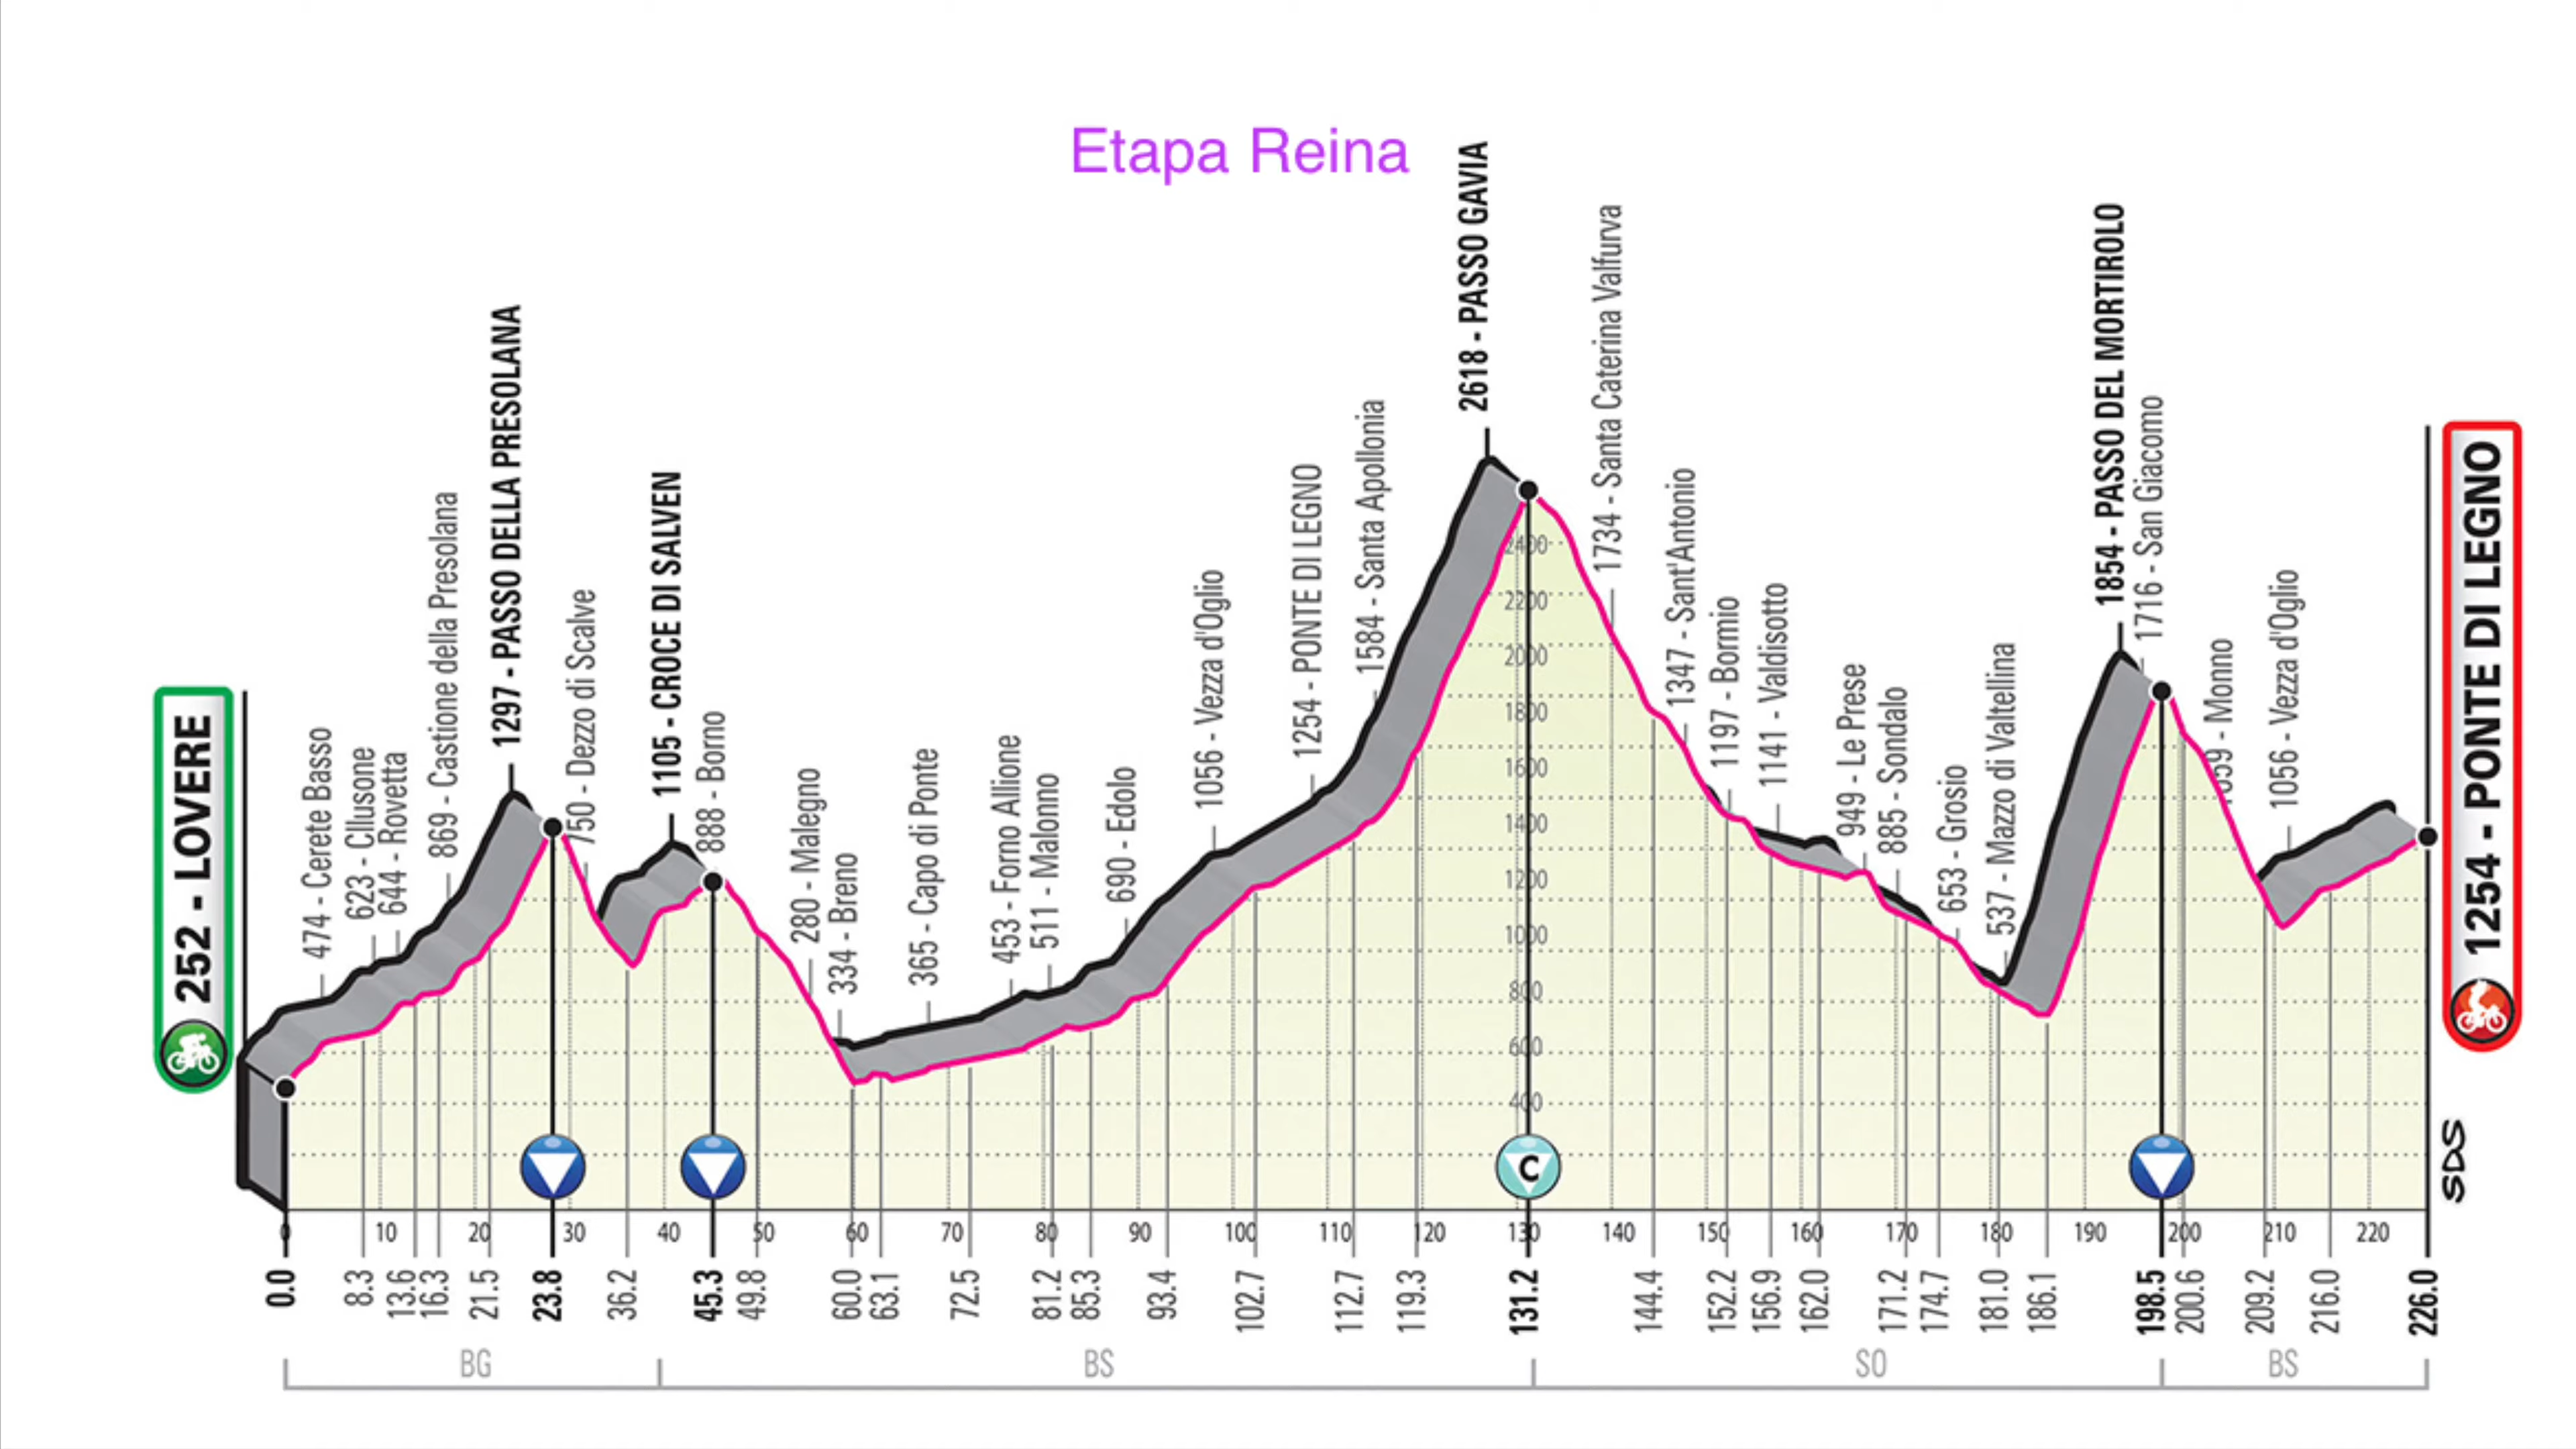 Etapa Reina
252 - LOVERE
474 - Cerete Basso
623 - Cllusone
644 - Rovetta
869 - Castione della Presolana
1297 - PASSO DELLA PRESOLANA
750 - Dezzo di Scalve
1105 - CROCE DI SALVEN
888 - Borno
280 - Malegno
334 - Breno
365 - Capo di Ponte
453 - Forno Allione
511 - Malonno
690 - Edolo
1056 - Vezza d'Oglio
1254 - PONTE DI LEGNO
1584 - Santa Apollonia
2618 - PASSO GAVIA
1734 - Santa Caterina Valfurva
1347 - Sant'Antonio
1197 - Bormio
1141 - Valdisotto
949 - Le Prese
885 - Sondalo
653 - Grosio
537 - Mazzo di Valtellina
1854 - PASSO DEL MORTIROLO
1716 - San Giacomo
- Monno
1056 - Vezza d'Oglio
1254 - PONTE DI LEGNO
2400
2200
2000
1800
1600
1400
1200
1000
800
600
400
C
SDS
0 10 20 30 40 50 60 70 80 90 100 110 120 130 140 150 160 170 180 190 200 210 220
0.0 8.3 13.6 16.3 21.5 23.8 36.2 45.3 49.8 60.0 63.1 72.5 81.2 85.3 93.4 102.7 112.7 119.3 131.2 144.4 152.2 156.9 162.0 171.2 174.7 181.0 186.1 198.5 200.6 209.2 216.0 226.0
BG BS SO BS